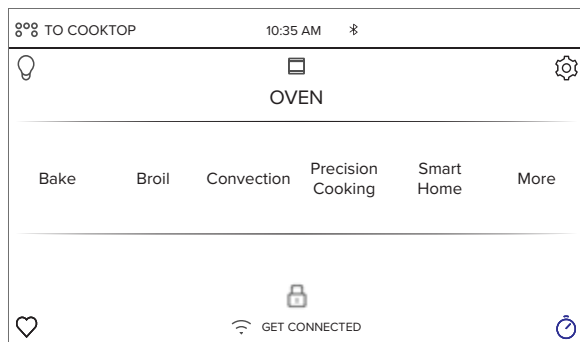 TO COOKTOP 10:35 AM
OVEN
Bake Broil Convection Precision Cooking Smart Home More
GET CONNECTED